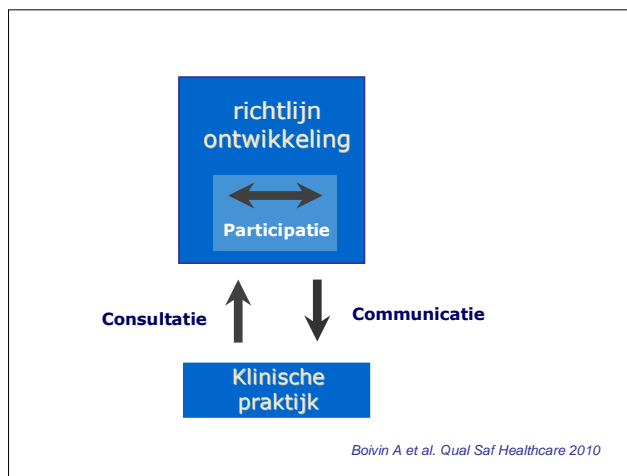 richtlijn
ontwikkeling
Participatie
Consultatie
Communicatie
Klinische
praktijk
Boivin A et al. Qual Saf Healthcare 2010